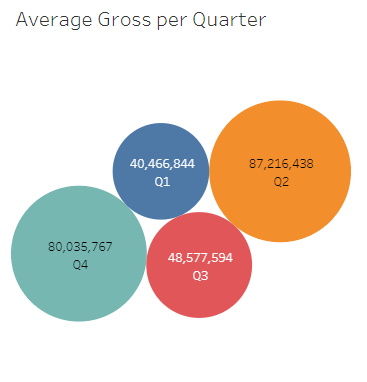 Average Gross per Quarter
40,466,844
Q1
87,216,438
Q2
80,035,767
Q4
48,577,594
Q3